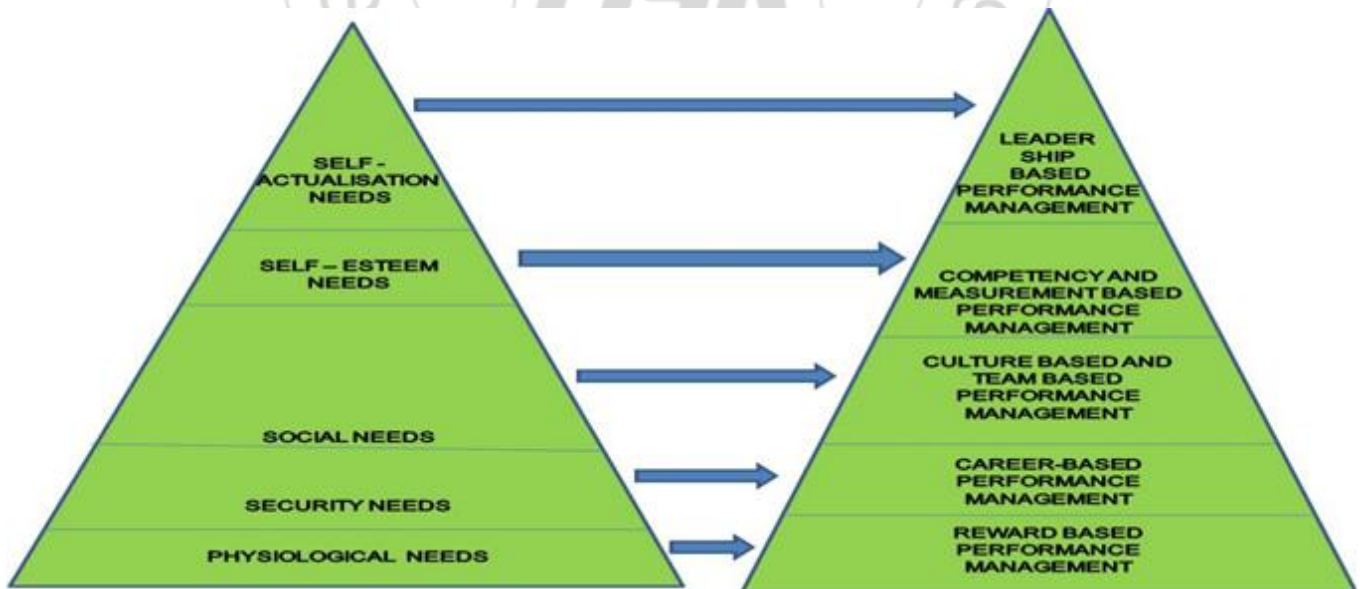 SELF -
ACTUALISATION
NEEDS
SELF – ESTEEM
NEEDS
SOCIAL NEEDS
SECURITY NEEDS
PHYSIOLOGICAL NEEDS
LEADER
SHIP
BASED
PERFORMANCE
MANAGEMENT
COMPETENCY AND
MEASUREMENT BASED
PERFORMANCE
MANAGEMENT
CULTURE BASED AND
TEAM BASED
PERFORMANCE
MANAGEMENT
CAREER-BASED
PERFORMANCE
MANAGEMENT
REWARD BASED
PERFORMANCE
MANAGEMENT